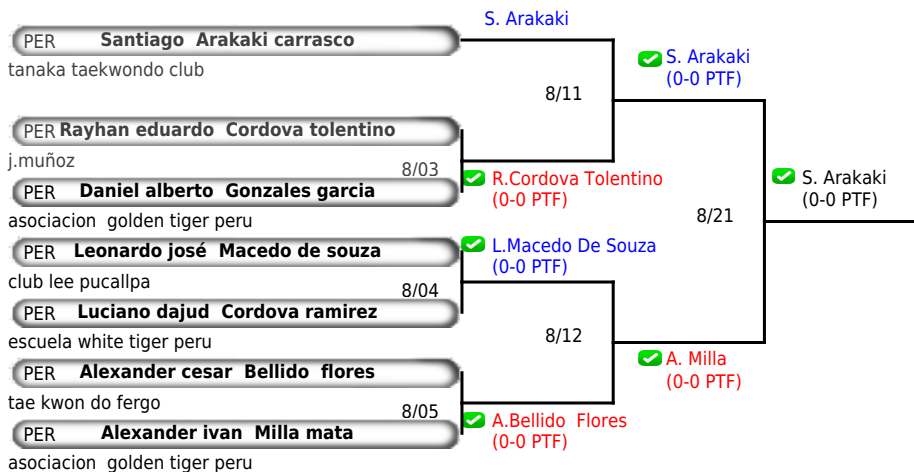 S. Arakaki
PER Santiago Arakaki carrasco
tanaka taekwondo club
S. Arakaki
(0-0 PTF)
8/11
PER Rayhan eduardo Cordova tolentino
j.muñoz
8/03
R.Cordova Tolentino
(0-0 PTF)
PER Daniel alberto Gonzales garcia
asociacion golden tiger peru
S. Arakaki
(0-0 PTF)
8/21
PER Leonardo josé Macedo de souza
club lee pucallpa
L.Macedo De Souza
(0-0 PTF)
8/04
PER Luciano dajud Cordova ramirez
escuela white tiger peru
8/12
A. Milla
(0-0 PTF)
PER Alexander cesar Bellido flores
tae kwon do fergo
8/05
A.Bellido Flores
(0-0 PTF)
PER Alexander ivan Milla mata
asociacion golden tiger peru